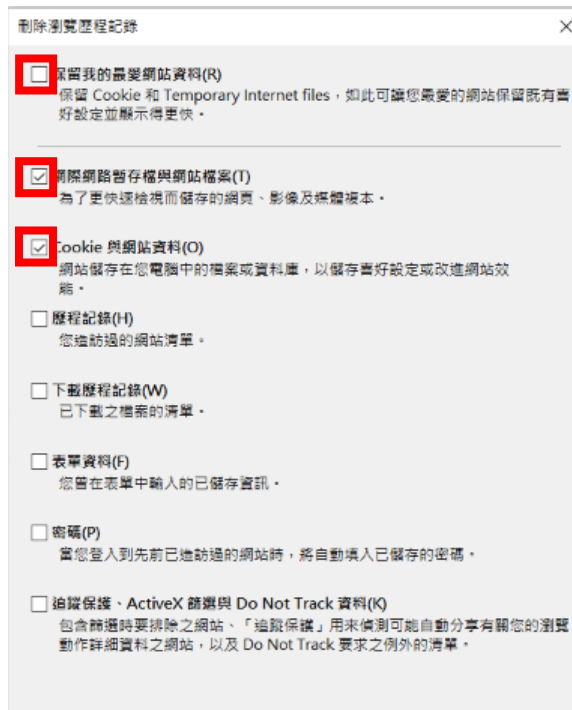 刪除瀏覽歷程記錄
保留我的最愛網站資料(R)
保留 Cookie 和 Temporary Internet files,如此可讓您最愛的網站保留既有喜
好設定並顯示得更快。
網際網路暫存檔與網站檔案(T)
為了更快速檢視而儲存的網頁、影像及媒體複本。
Cookie 與網站資料(O)
網站儲存在您電腦中的檔案或資料庫,以儲存喜好設定或改進網站效
能。
歷程記錄(H)
您造訪過的網站清單。
下載歷程記錄(W)
已下載之檔案的清單。
表單資料(F)
您曾在表單中輸入的已儲存資訊。
密碼(P)
當您登入到先前已造訪過的網站時,將自動填入已儲存的密碼。
追蹤保護、ActiveX 篩選與 Do Not Track 資料(K)
包含篩選時要排除之網站、「追蹤保護」用來偵測可能自動分享有關您的瀏覽
動作詳細資料之網站,以及 Do Not Track 要求之例外的清單。